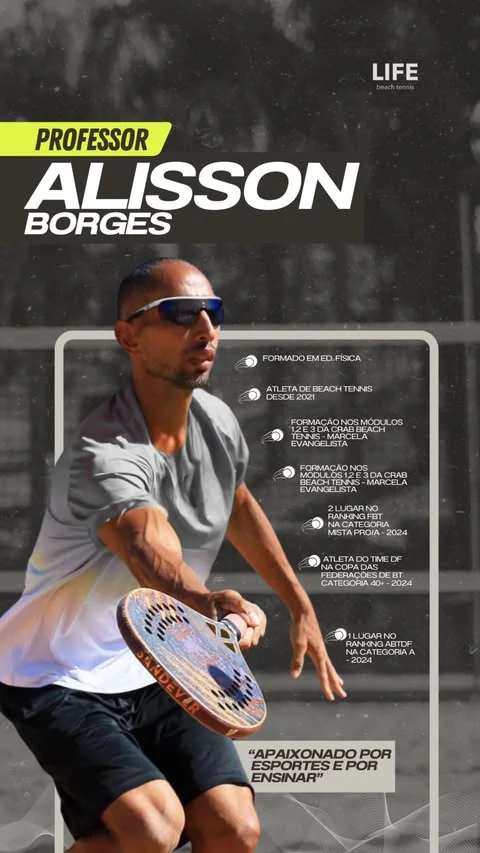 LIFE
beach tennis
PROFESSOR
ALISSON
BORGES
FORMADO EM ED. FÍSICA
ATLETA DE BEACH TENNIS
DESDE 2021
FORMAÇÃO NOS MÓDULOS
1,2 E 3 DA CRAB BEACH
TENNIS - MARCELA
EVANGELISTA
FORMAÇÃO NOS
MÓDULOS 1,2 E 3 DA CRAB
BEACH TENNIS - MARCELA
EVANGELISTA
2 LUGAR NO
RANKING FBT
NA CATEGORIA
MISTA PRO/A - 2024
ATLETA DO TIME DF
NA COPA DAS
FEDERAÇÕES DE BT
CATEGORIA 40+ - 2024
1 LUGAR NO
RANKING ABTDF
NA CATEGORIA A
- 2024
SANDEVER
“APAIXONADO POR
ESPORTES E POR
ENSINAR”